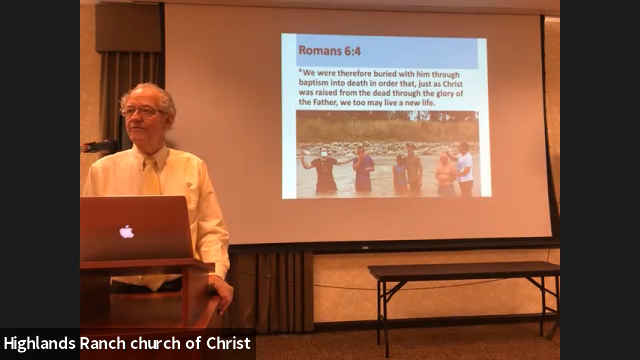 Romans 6:4
4 We were therefore buried with him through
baptism into death in order that, just as Christ
was raised from the dead through the glory of
the Father, we too may live a new life.
Highlands Ranch church of Christ